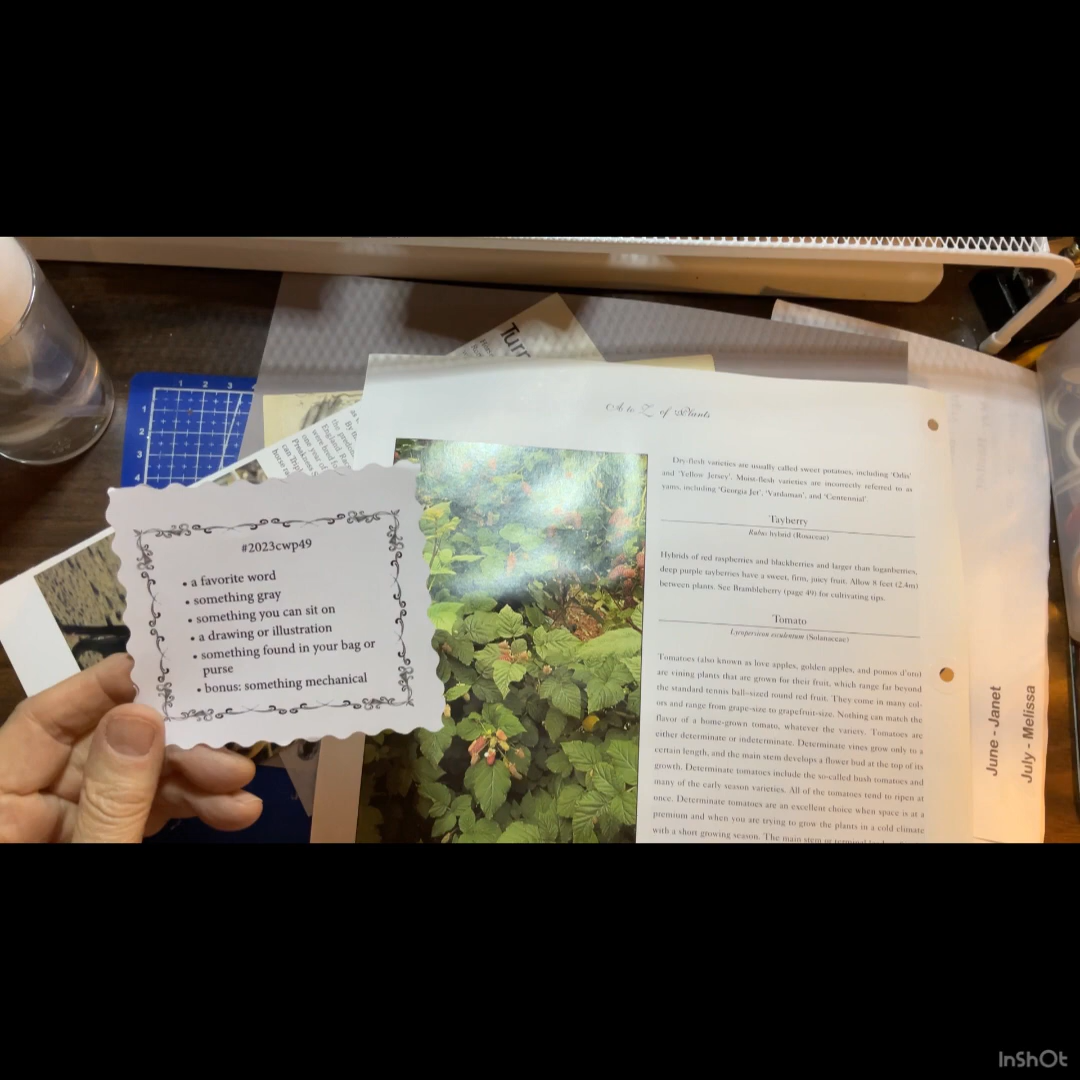 1 2 3
1
2
3
4
Turn
#2023cwp49
• a favorite word
• something gray
• something you can sit on
• a drawing or illustration
• something found in your bag or
purse
• bonus: something mechanical
A to Z of Plants
Dry-flesh varieties are usually called sweet potatoes, including 'Orlis'
and 'Yellow Jersey'. Moist-flesh varieties are incorrectly referred to as
yams, including 'Georgia Jet', 'Vardaman', and 'Centennial'.
Tayberry
Rubus hybrid (Rosaceae)
Hybrids of red raspberries and blackberries and larger than loganberries,
deep purple tayberries have a sweet, firm, juicy fruit. Allow 8 feet (2.4m)
between plants. See Brambleberry (page 49) for cultivating tips.
Tomato
Lycopersicon esculentum (Solanaceae)
Tomatoes (also known as love apples, golden apples, and pomos d'oro)
are vining plants that are grown for their fruit, which range far beyond
the standard tennis ball–sized round red fruit. They come in many col-
ors and range from grape-size to grapefruit-size. Nothing can match the
flavor of a home-grown tomato, whatever the variety. Tomatoes are
either determinate or indeterminate. Determinate vines grow only to a
certain length, and the main stem develops a flower bud at the top of its
growth. Determinate tomatoes include the so-called bush tomatoes and
many of the early season varieties. All of the tomatoes tend to ripen at
once. Determinate tomatoes are an excellent choice when space is at a
premium and when you are trying to grow the plants in a cold climate
with a short growing season. The main stem
June - Janet
July - Melissa
InShOt